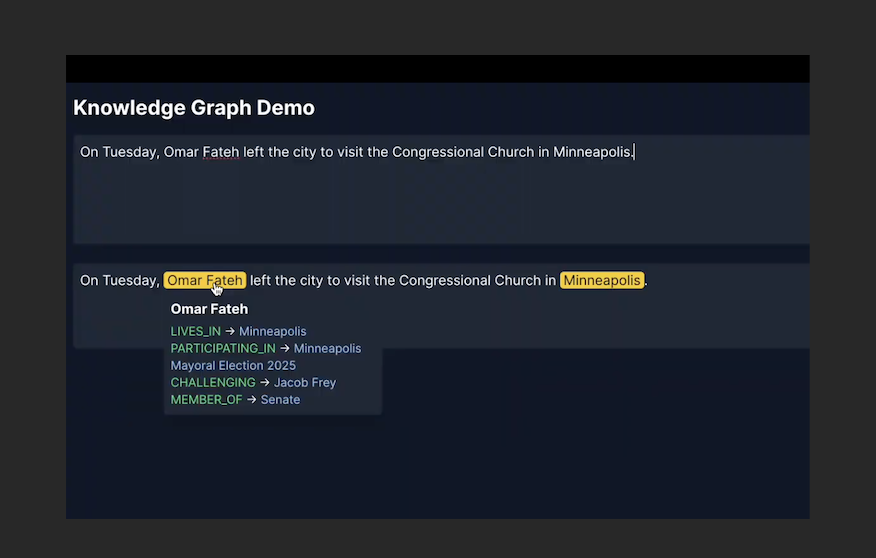 Knowledge Graph Demo
On Tuesday, Omar Fateh left the city to visit the Congressional Church in Minneapolis.
On Tuesday, Omar Fateh left the city to visit the Congressional Church in Minneapolis.
Omar Fateh
LIVES_IN → Minneapolis
PARTICIPATING_IN → Minneapolis
Mayoral Election 2025
CHALLENGING → Jacob Frey
MEMBER_OF → Senate